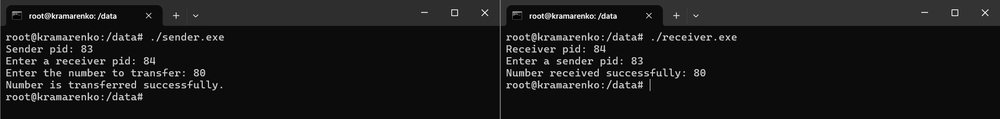 root@kramarenko: /data
root@kramarenko:/data# ./sender.exe
Sender pid: 83
Enter a receiver pid: 84
Enter the number to transfer: 80
Number is transferred successfully.
root@kramarenko:/data#
root@kramarenko: /data
root@kramarenko:/data# ./receiver.exe
Receiver pid: 84
Enter a sender pid: 83
Number received successfully: 80
root@kramarenko:/data#